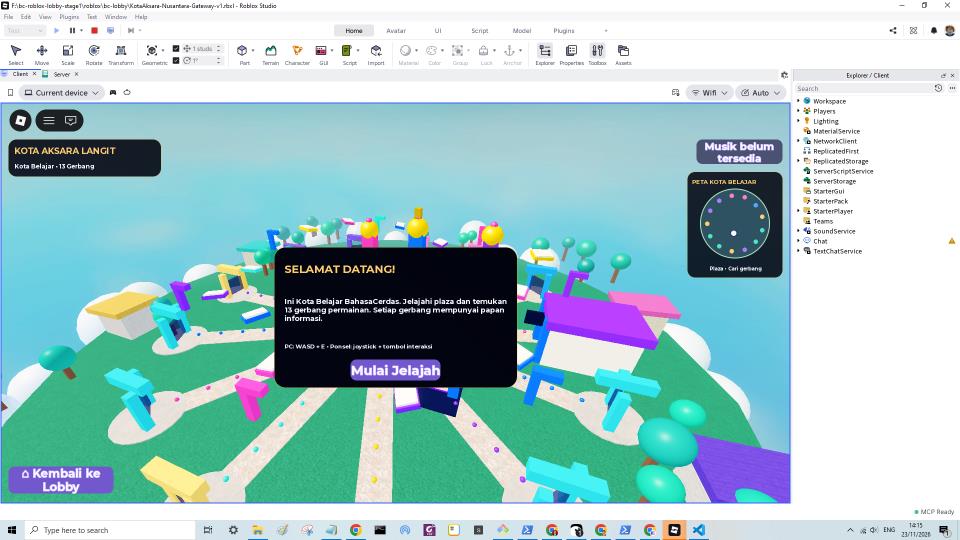 F:\bc-roblox-lobby-stage1\roblox\bc-lobby\KotaAksara-Nusantara-Gateway-v1.rbxl - Roblox Studio
File Edit View Plugins Test Window Help
Test
Home Avatar UI Script Model Plugins
1 studs
1°
Select Move Scale Rotate Transform Geometric Part Terrain Character GUI Script Import Material Color Group Lock Anchor Explorer Properties Toolbox Assets
Client Server
Current device
Wifi Auto
Explorer / Client
Search
Workspace
Players
Lighting
MaterialService
NetworkClient
ReplicatedFirst
ReplicatedStorage
ServerScriptService
ServerStorage
StarterGui
StarterPack
StarterPlayer
Teams
SoundService
Chat
TextChatService
KOTA AKSARA LANGIT
Kota Belajar • 13 Gerbang
Musik belum
tersedia
PETA KOTA BELAJAR
Plaza • Cari gerbang
SELAMAT DATANG!
Ini Kota Belajar BahasaCerdas. Jelajahi plaza dan temukan
13 gerbang permainan. Setiap gerbang mempunyai papan
informasi.
PC: WASD + E • Ponsel: joystick + tombol interaksi
Mulai Jelajah
⌂ Kembali ke
Lobby
MCP Ready
Type here to search
ENG
14:15
23/11/2026